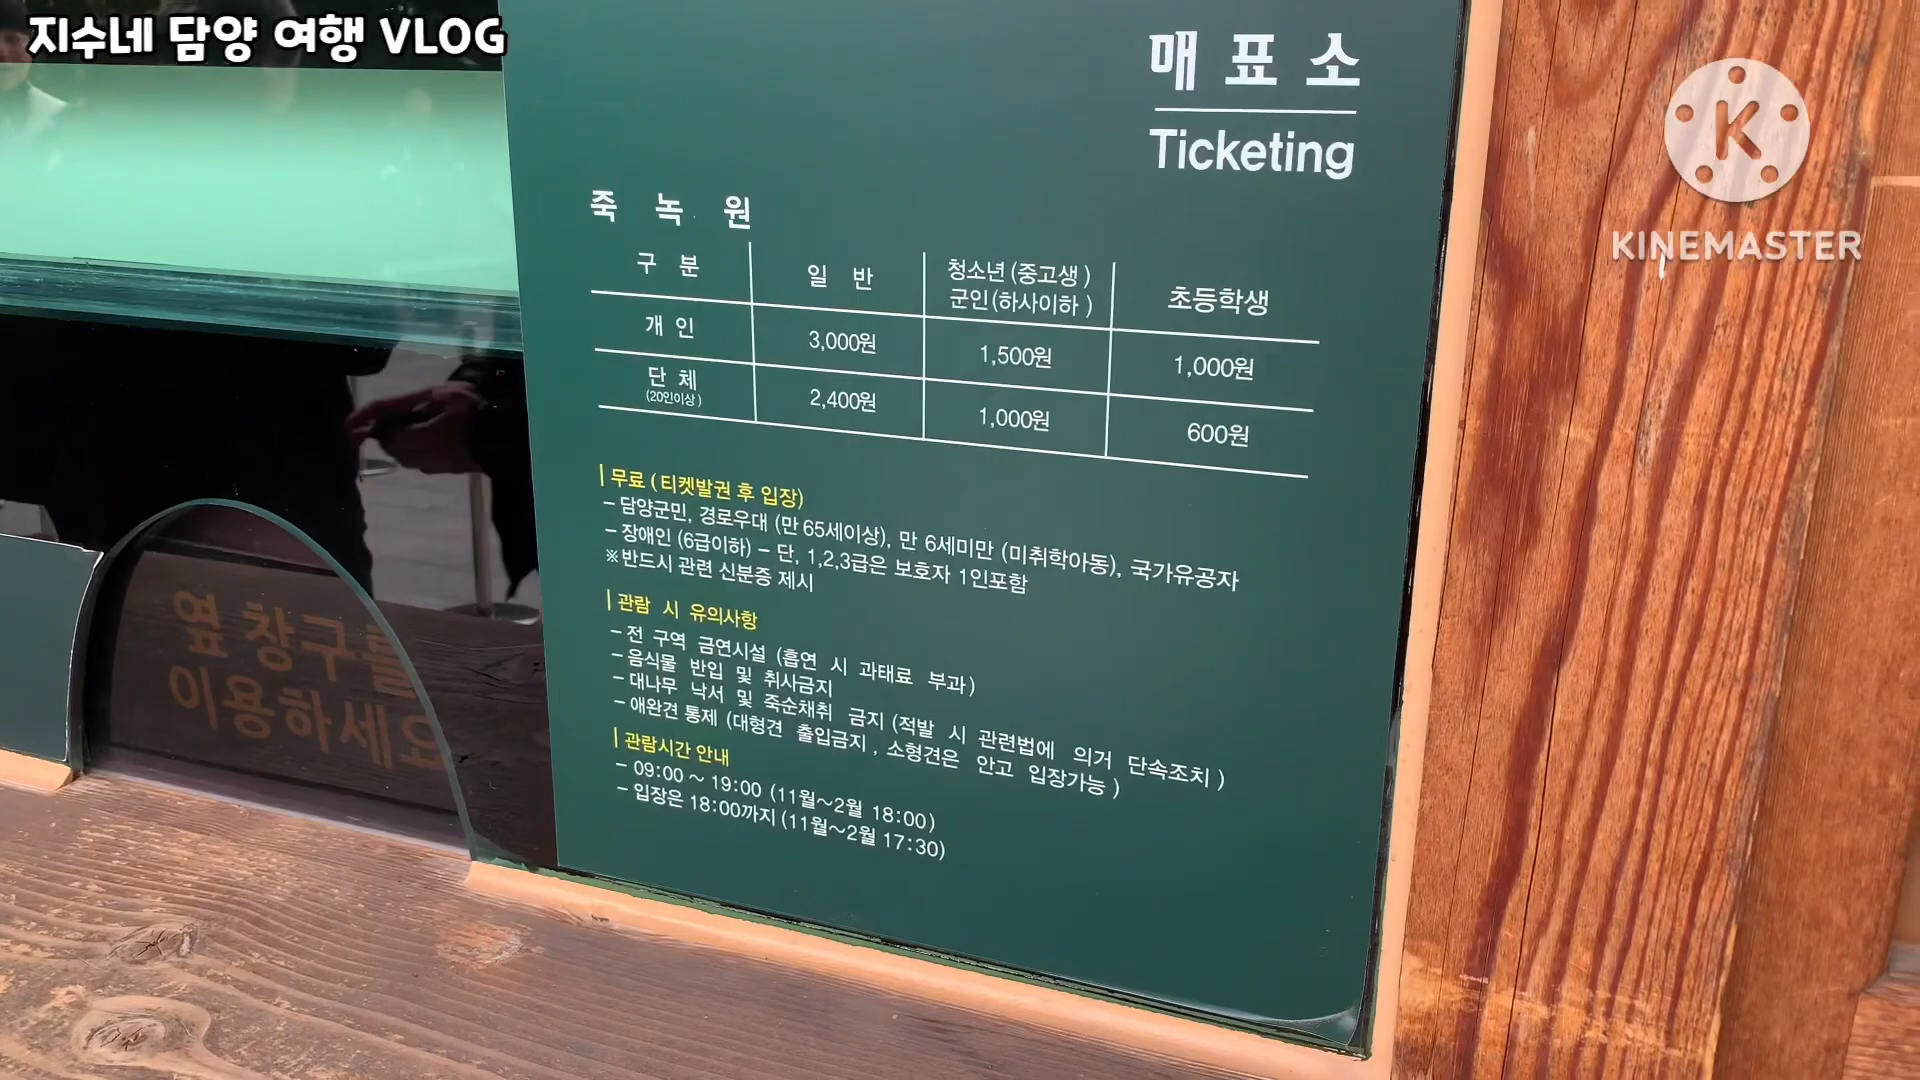 지수네 담양 여행 VLOG
매표소
Ticketing
K
KINEMASTER
죽녹원
구분 일반 청소년(중고생) 군인(하사이하) 초등학생
개인 3,000원 1,500원 1,000원
단체 (20인이상) 2,400원 1,000원 600원
무료 (티켓발권 후 입장)
- 담양군민, 경로우대 (만 65세이상), 만 6세미만 (미취학아동), 국가유공자
- 장애인 (6급이하) - 단, 1,2,3급은 보호자 1인포함
※반드시 관련 신분증 제시
관람 시 유의사항
- 전 구역 금연시설 (흡연 시 과태료 부과)
- 음식물 반입 및 취사금지
- 대나무 낙서 및 죽순채취 금지 (적발 시 관련법에 의거 단속조치)
- 애완견 통제 (대형견 출입금지, 소형견은 안고 입장가능)
관람시간 안내
- 09:00 ~ 19:00 (11월~2월 18:00)
- 입장은 18:00까지 (11월~2월 17:30)
옆 창구를
이용하세요